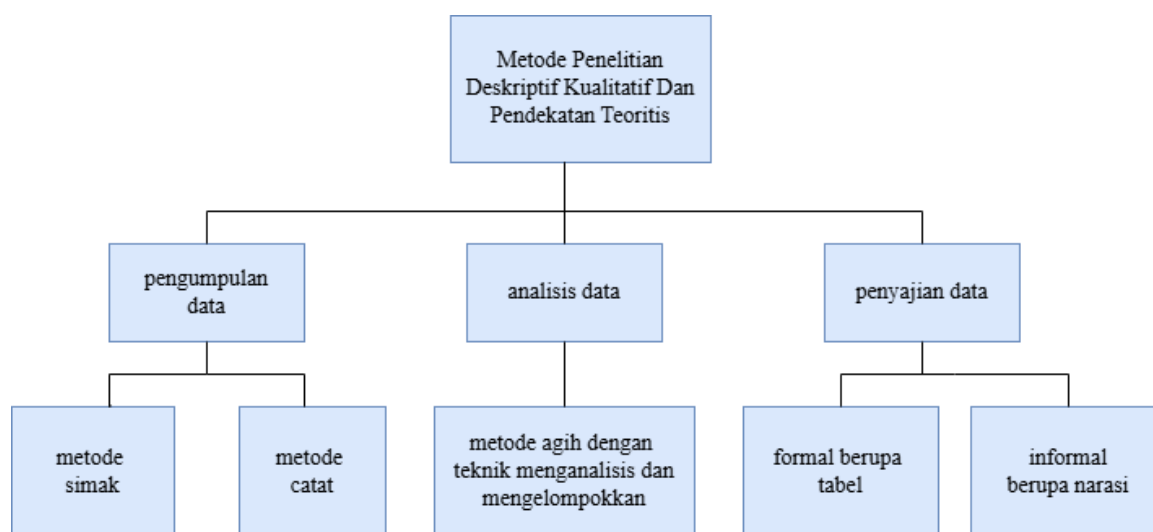 Metode Penelitian
Deskriptif Kualitatif Dan
Pendekatan Teoritis
pengumpulan
data
analisis data
penyajian data
metode
simak
metode
catat
metode agih dengan
teknik menganalisis dan
mengelompokkan
formal berupa
tabel
informal
berupa narasi